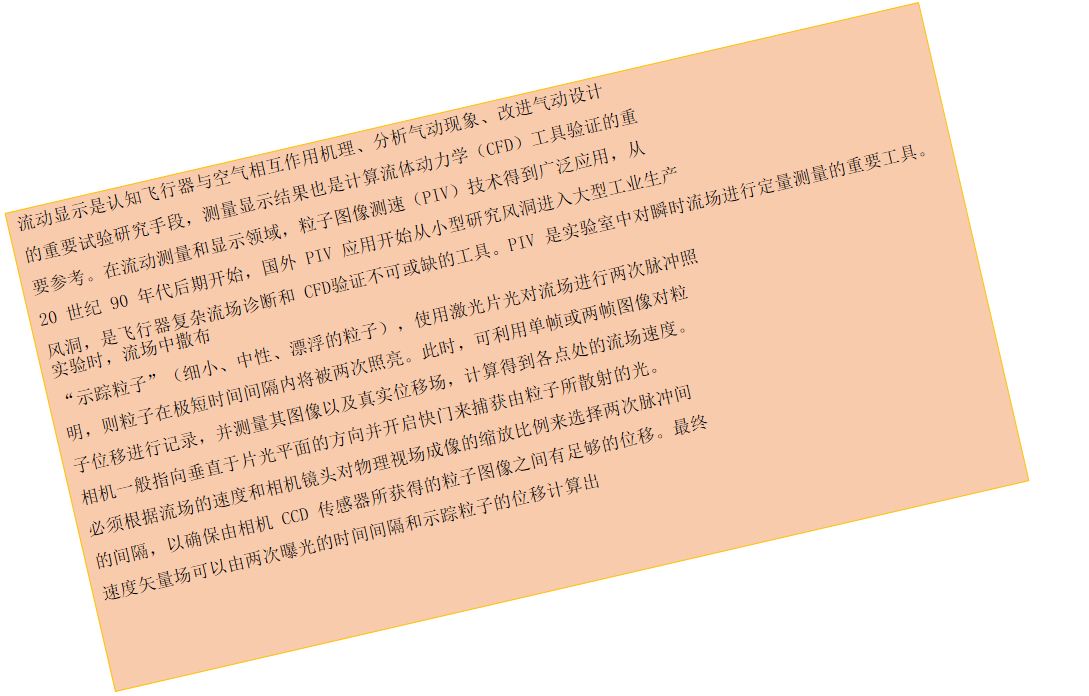 流动显示是认知飞行器与空气相互作用机理、分析气动现象、改进气动设计
的重要试验研究手段，测量显示结果也是计算流体动力学（CFD）工具验证的重
要参考。在流动测量和显示领域，粒子图像测速（PIV）技术得到广泛应用，从
20 世纪 90 年代后期开始，国外 PIV 应用开始从小型研究风洞进入大型工业生产
风洞，是飞行器复杂流场诊断和 CFD验证不可或缺的工具。PIV 是实验室中对瞬时流场进行定量测量的重要工具。
实验时，流场中撒布
“示踪粒子”（细小、中性、漂浮的粒子），使用激光片光对流场进行两次脉冲照
明，则粒子在极短时间间隔内将被两次照亮。此时，可利用单帧或两帧图像对粒
子位移进行记录，并测量其图像以及真实位移场，计算得到各点处的流场速度。
相机一般指向垂直于片光平面的方向并开启快门来捕获由粒子所散射的光。
必须根据流场的速度和相机镜头对物理视场成像的缩放比例来选择两次脉冲间
的间隔，以确保由相机 CCD 传感器所获得的粒子图像之间有足够的位移。最终
速度矢量场可以由两次曝光的时间间隔和示踪粒子的位移计算出